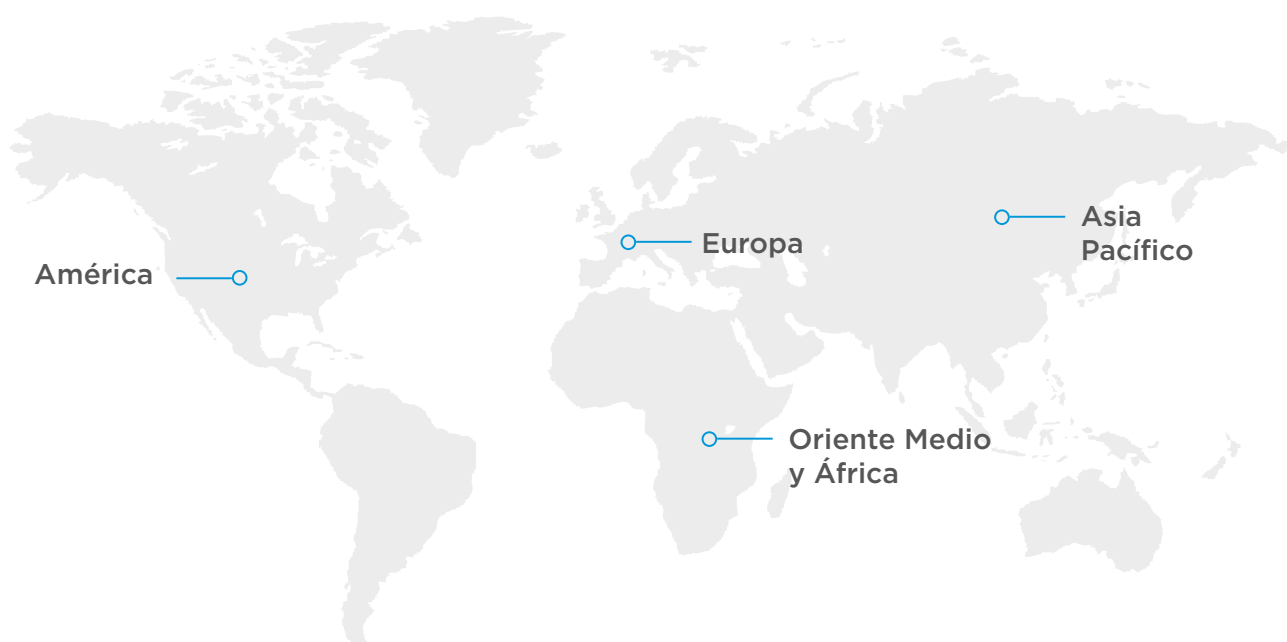 América
Europa
Asia
Pacífico
Oriente Medio
y África